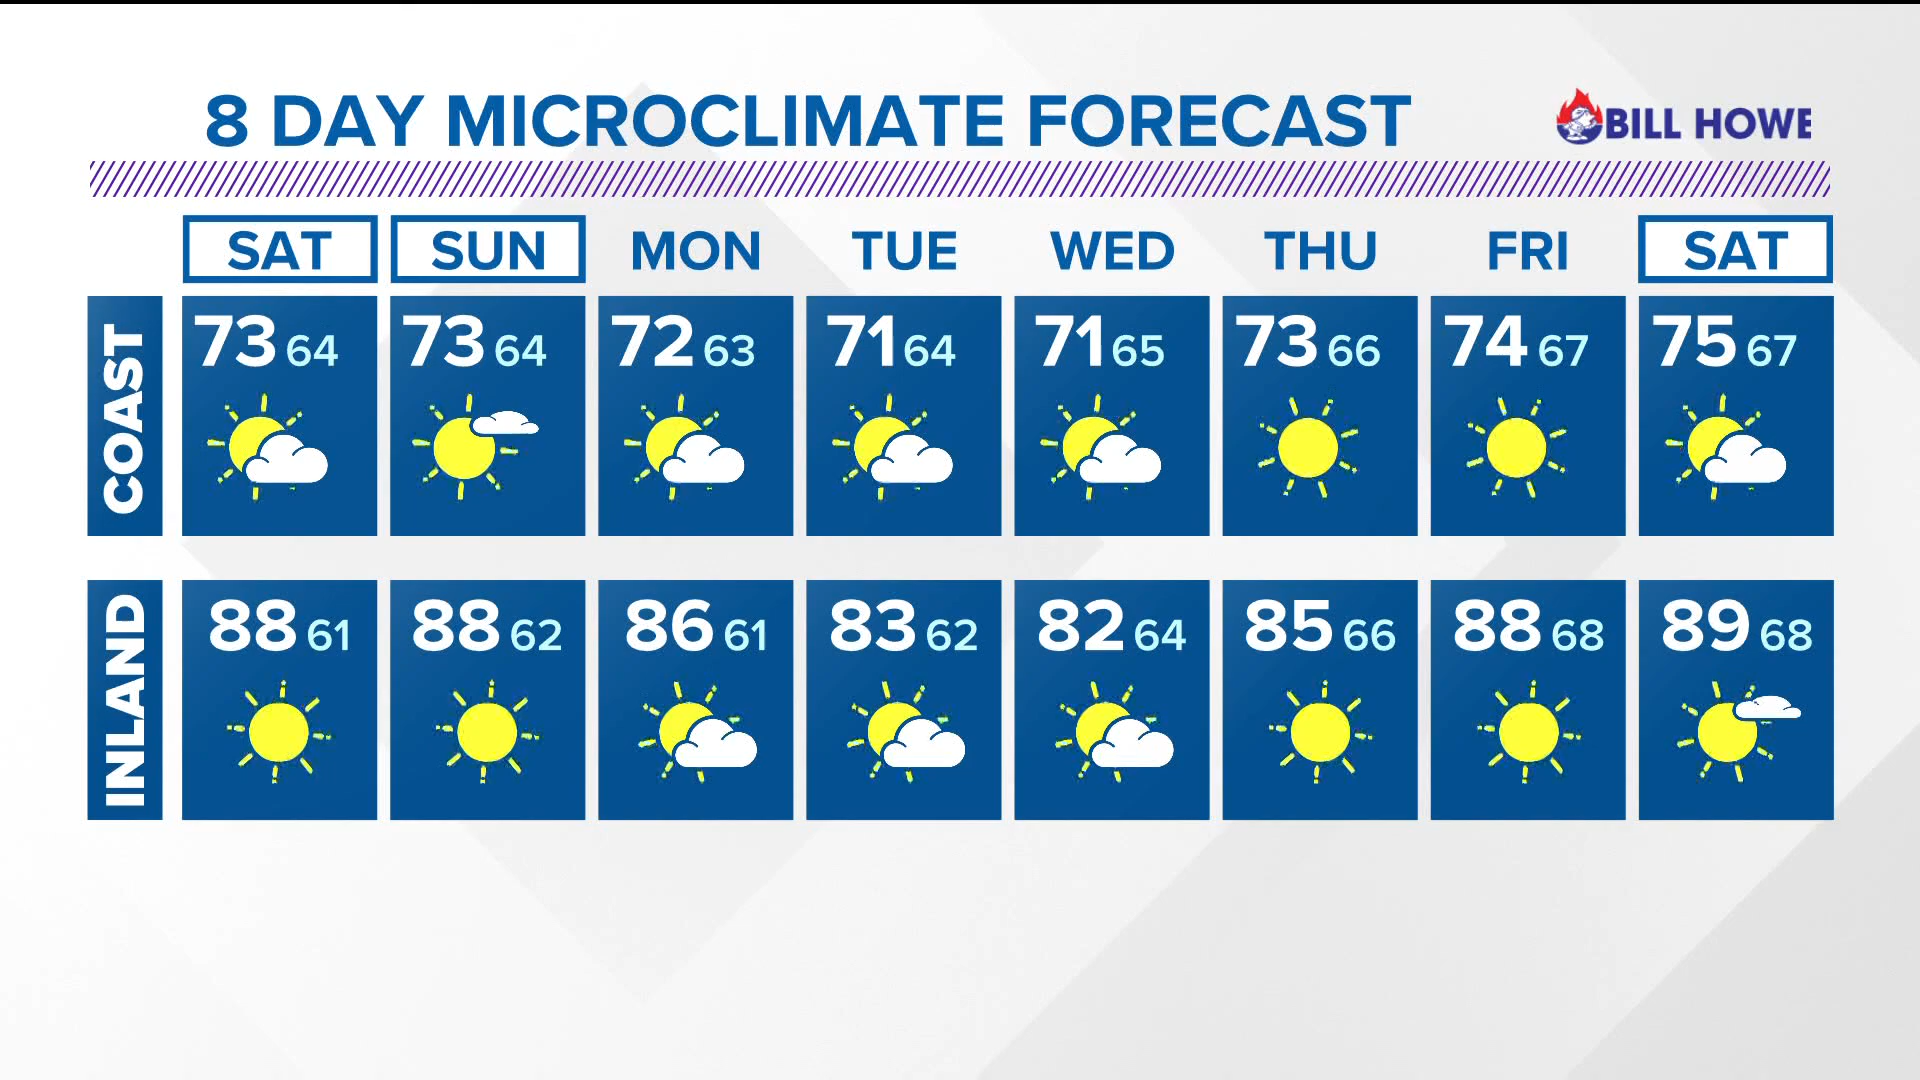 8 DAY MICROCLIMATE FORECAST
BILL HOWE
SAT SUN MON TUE WED THU FRI SAT
COAST
73 64 73 64 72 63 71 64 71 65 73 66 74 67 75 67
INLAND
88 61 88 62 86 61 83 62 82 64 85 66 88 68 89 68